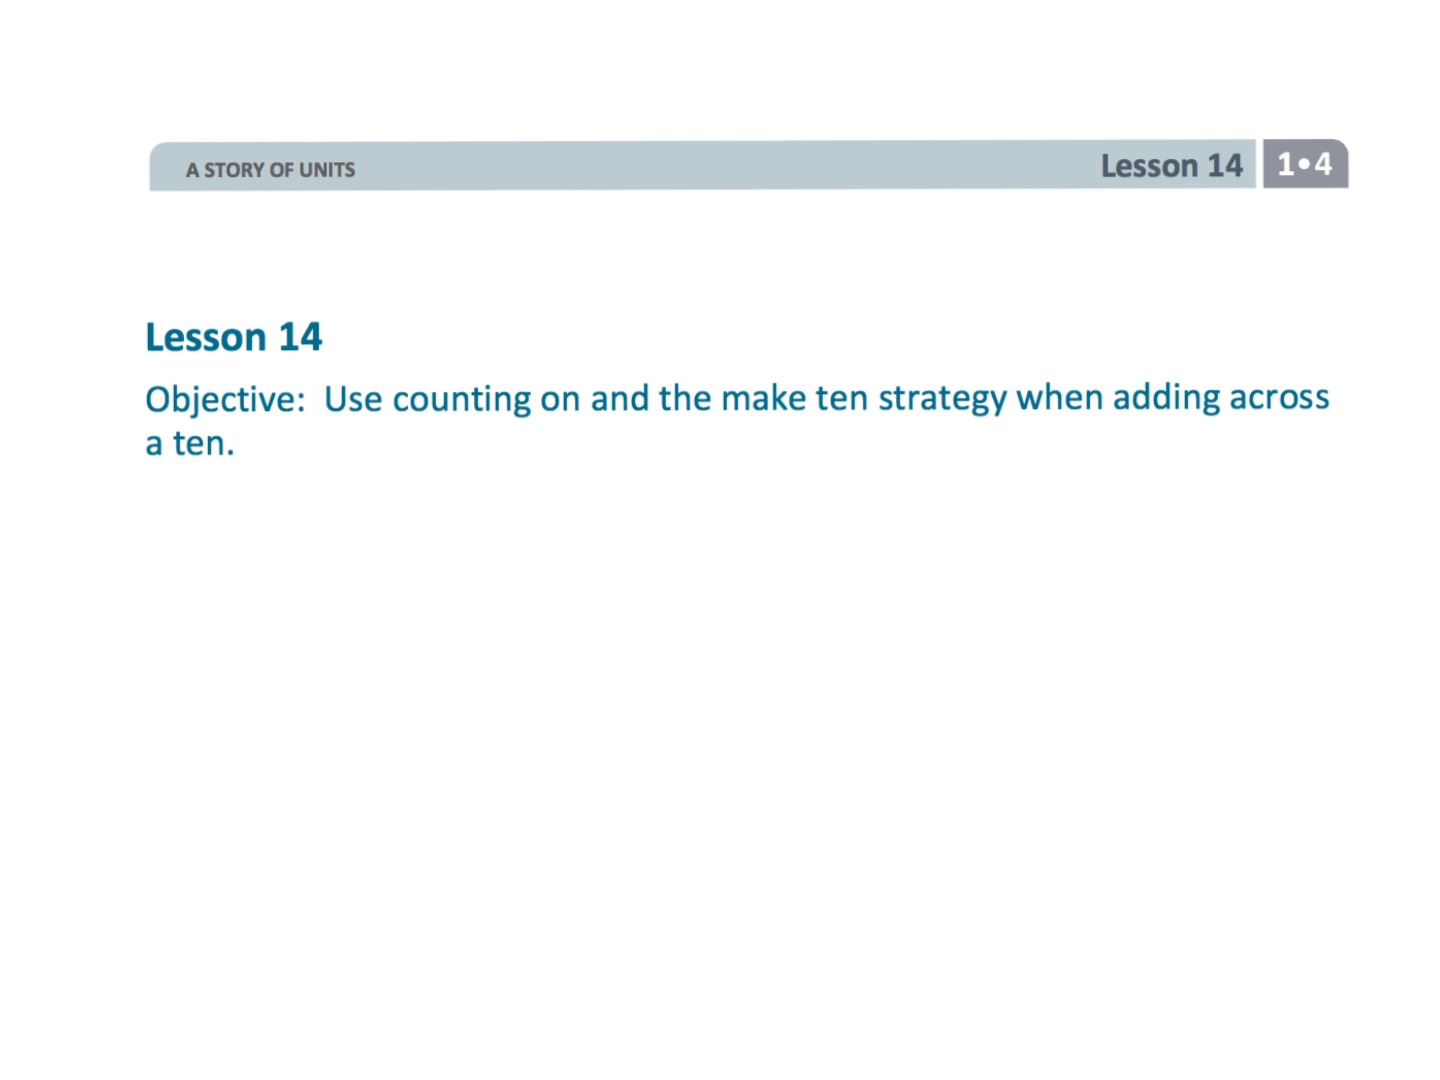 A STORY OF UNITS
Lesson 14
1•4
Lesson 14
Objective: Use counting on and the make ten strategy when adding across
a ten.